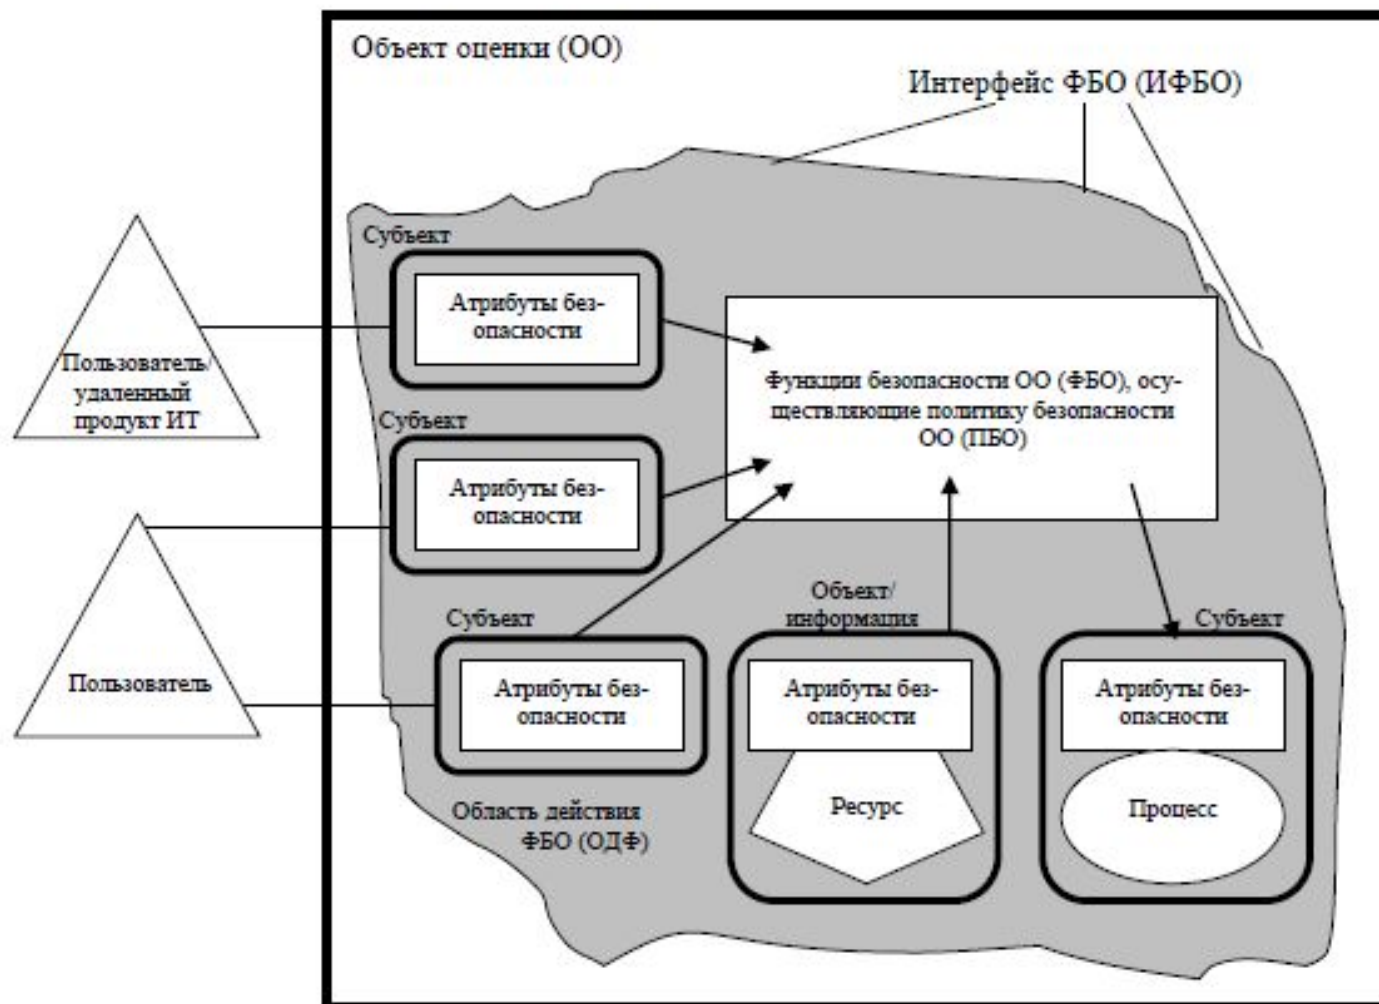 Объект оценки (ОО)
Интерфейс ФБО (ИФБО)
Субъект
Атрибуты без-
опасности
Пользователь/
удаленный
продукт ИТ
Функции безопасности ОО (ФБО), осу-
ществляющие политику безопасности
ОО (ПБО)
Субъект
Атрибуты без-
опасности
Пользователь
Субъект
Атрибуты без-
опасности
Объект/
информация
Атрибуты без-
опасности
Ресурс
Субъект
Атрибуты без-
опасности
Процесс
Область действия
ФБО (ОДФ)